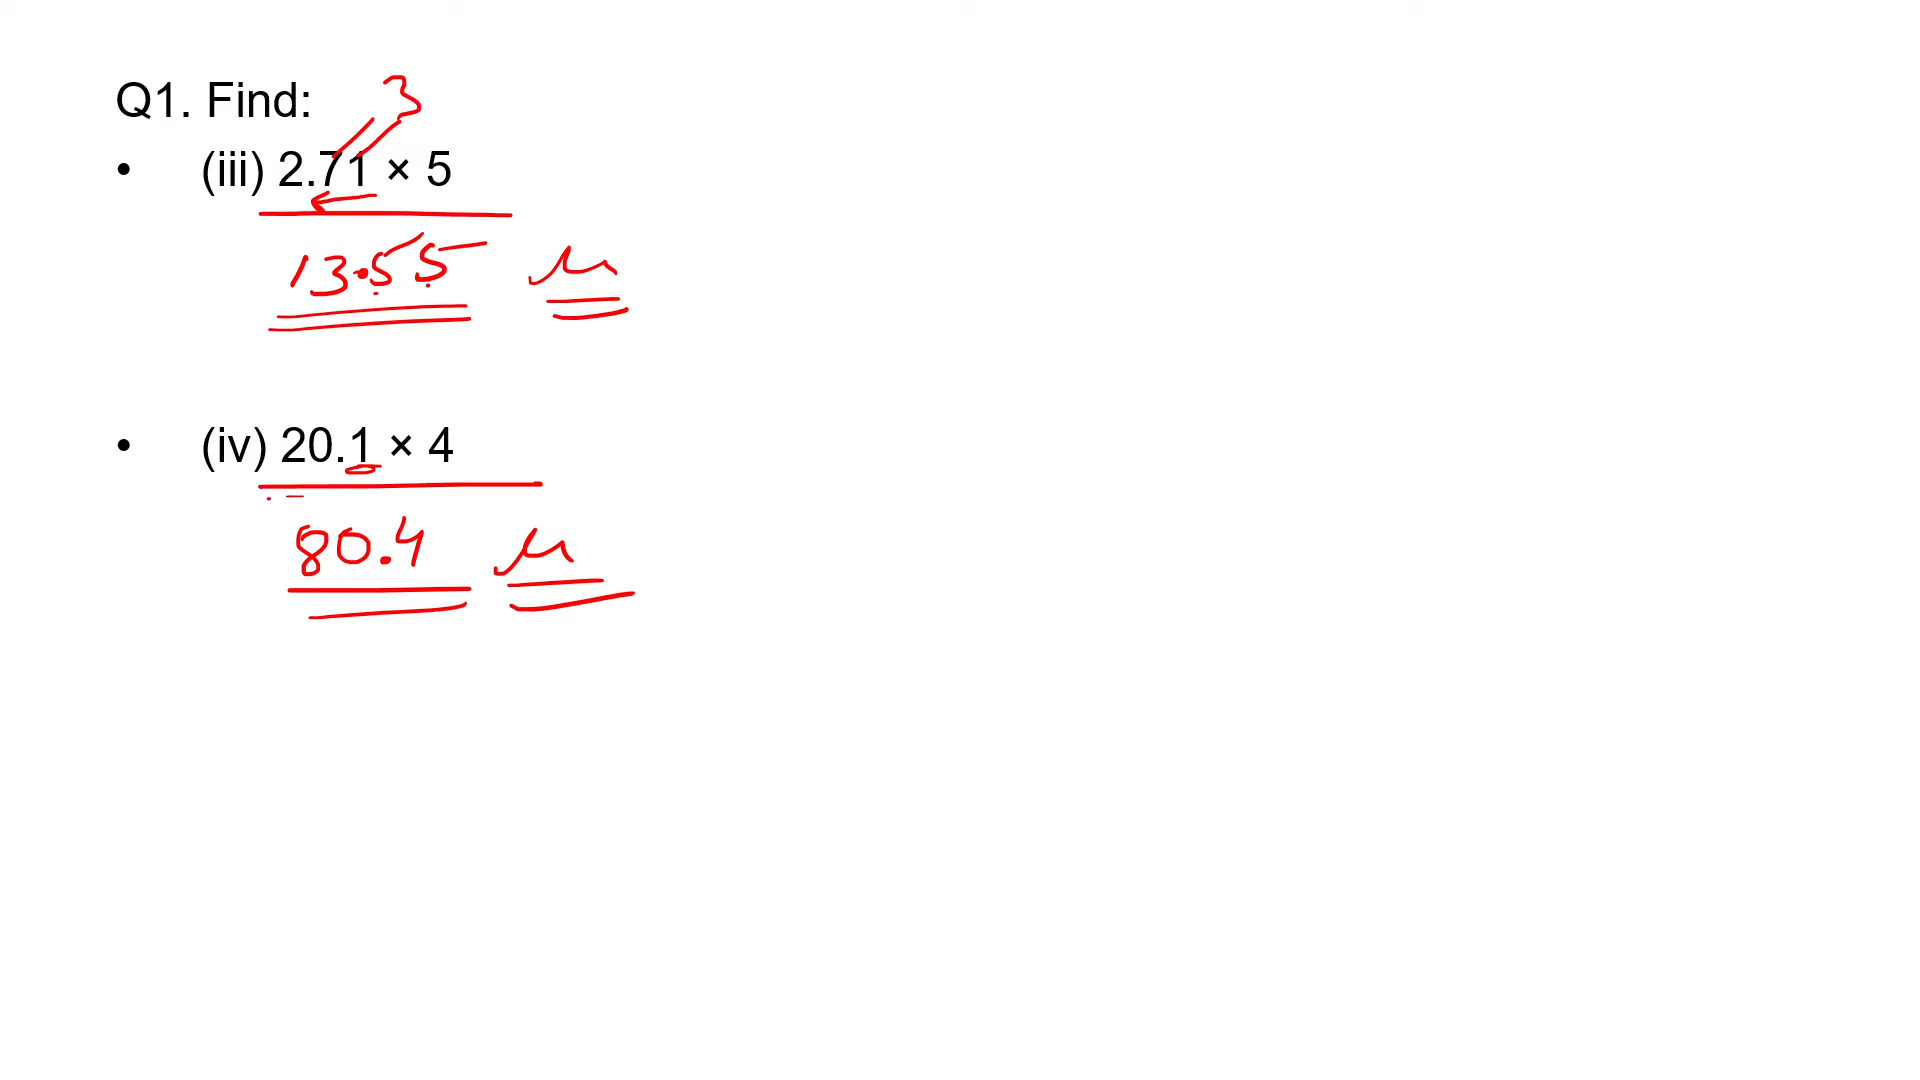 Q1. Find:
3
• (iii) 2.71 × 5
13.55
• (iv) 20.1 × 4
80.4